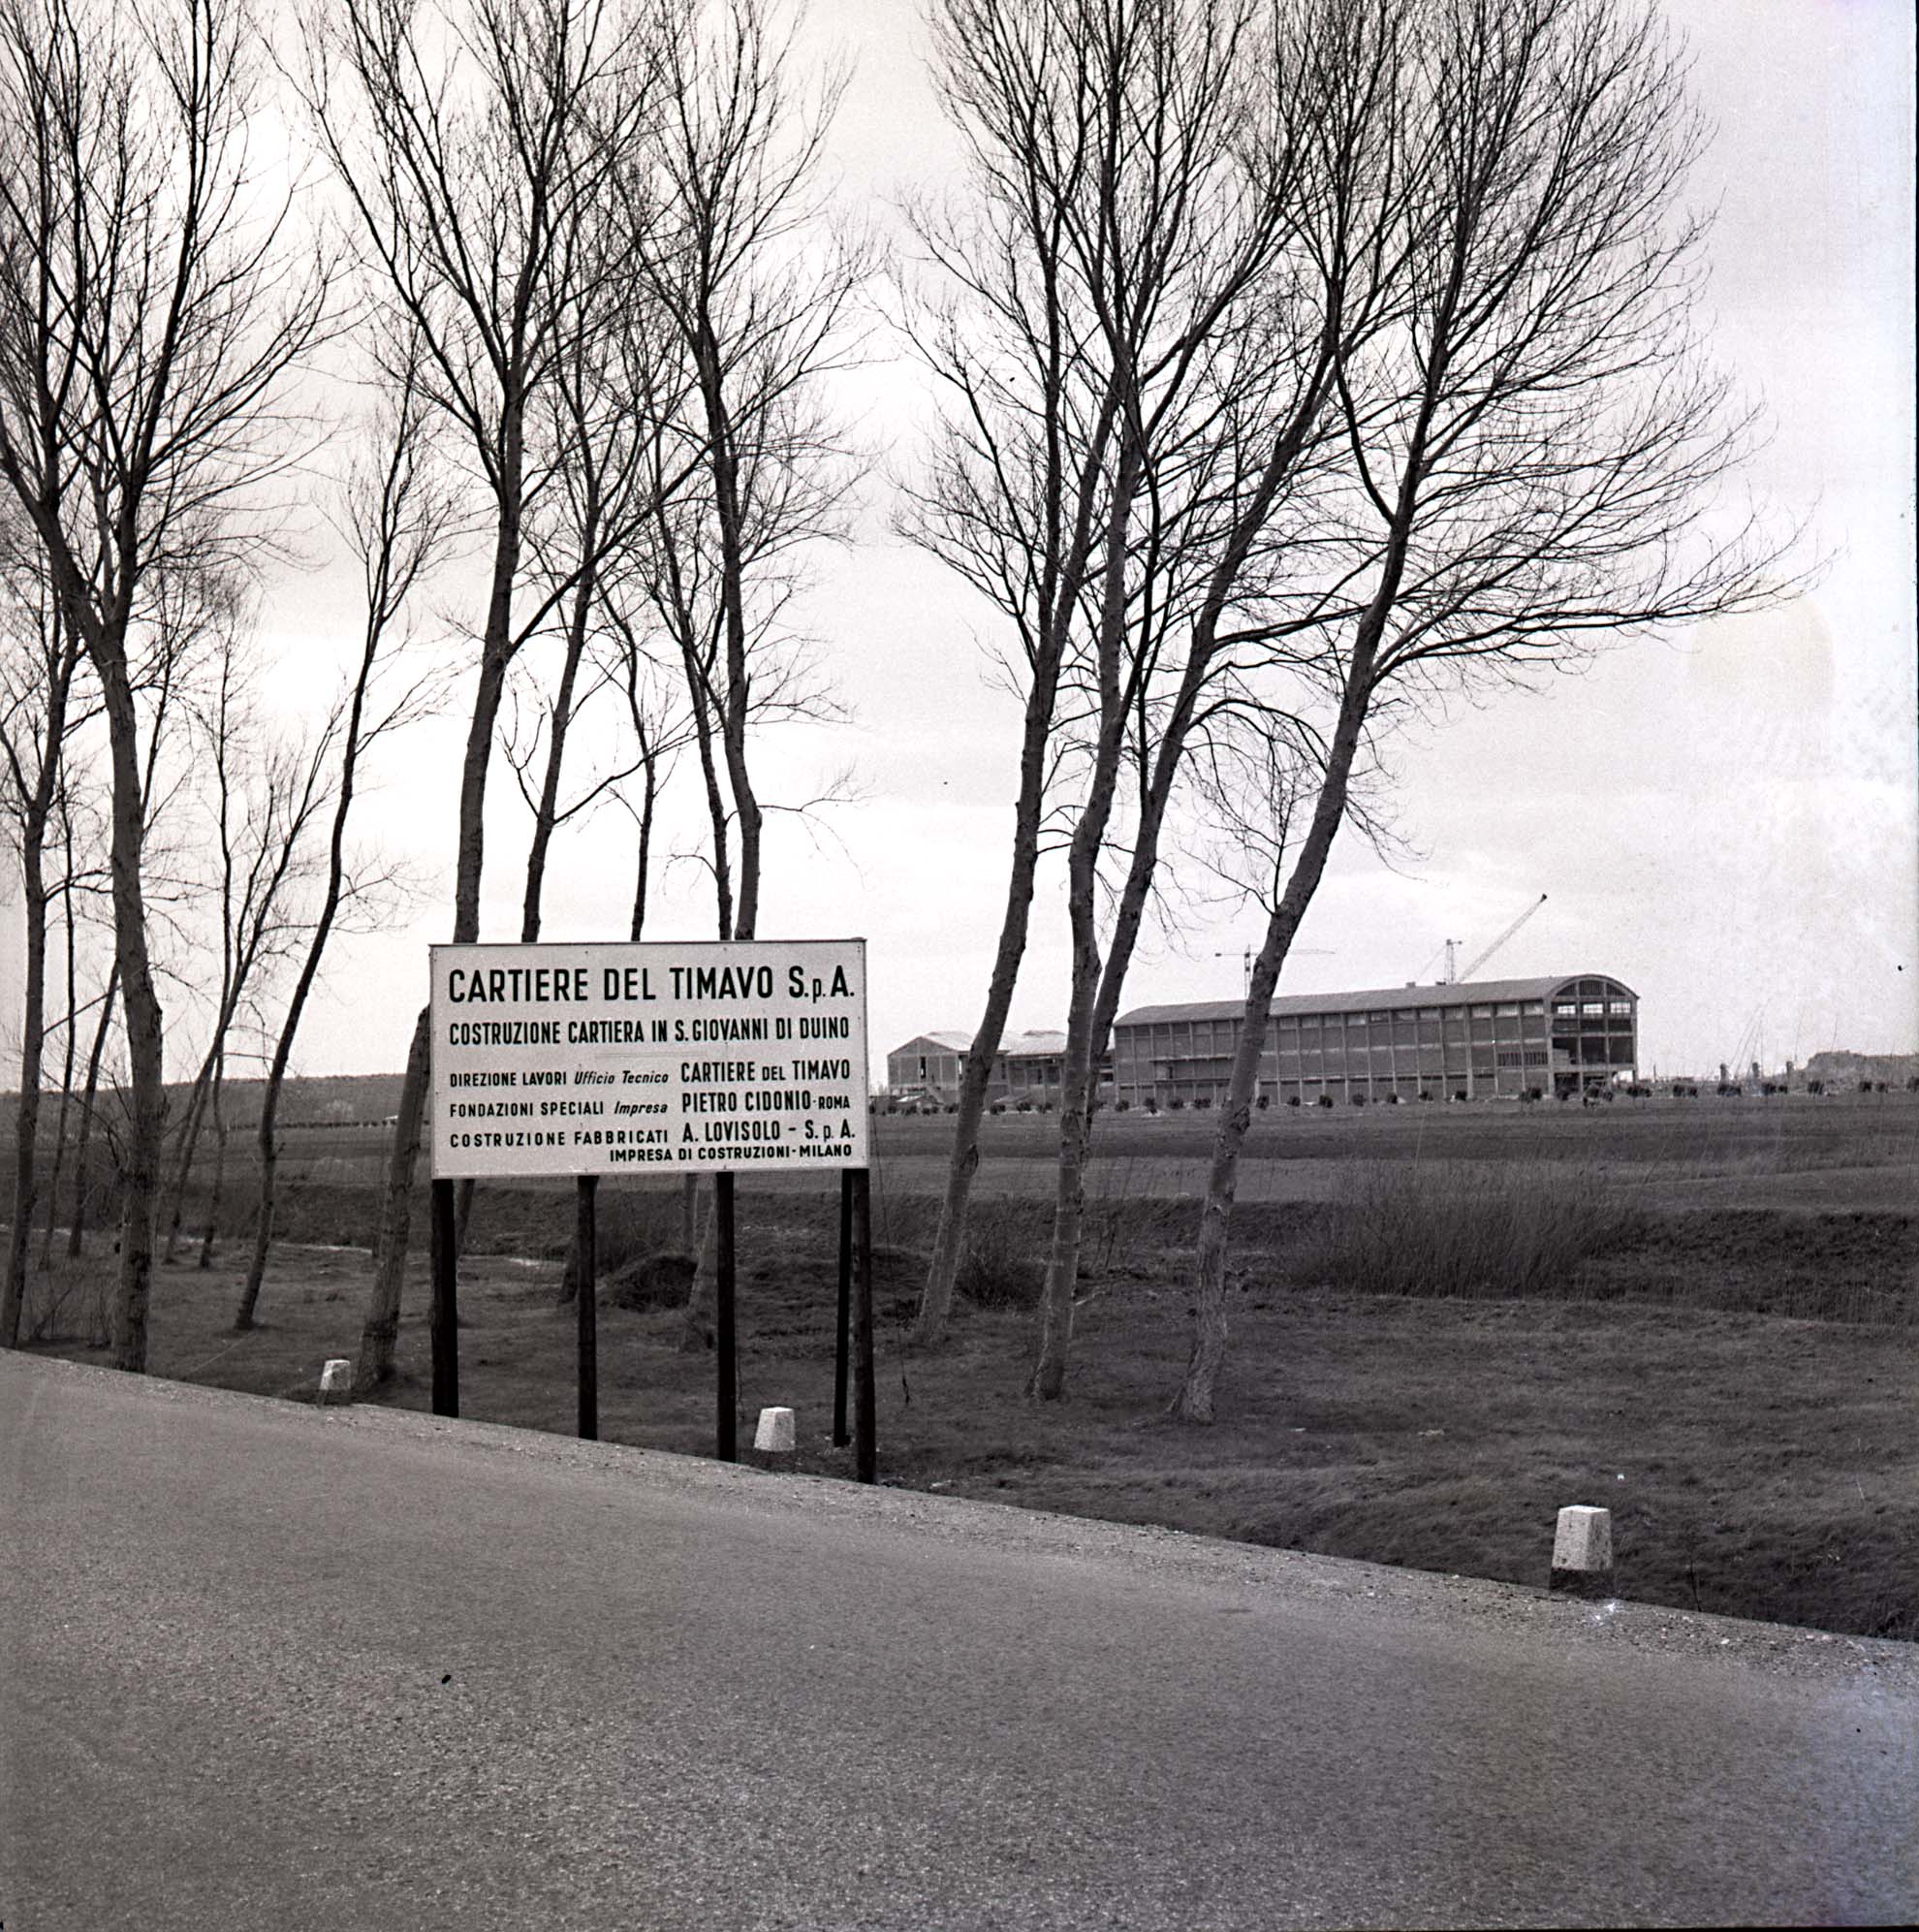 CARTIERE DEL TIMAVO S.p.A.
COSTRUZIONE CARTIERA IN S. GIOVANNI DI DUINO
DIREZIONE LAVORI Ufficio Tecnico CARTIERE DEL TIMAVO
FONDAZIONI SPECIALI Impresa PIETRO CIDONIO-ROMA
COSTRUZIONE FABBRICATI A. LOVISOLO - S.p.A.
IMPRESA DI COSTRUZIONI-MILANO